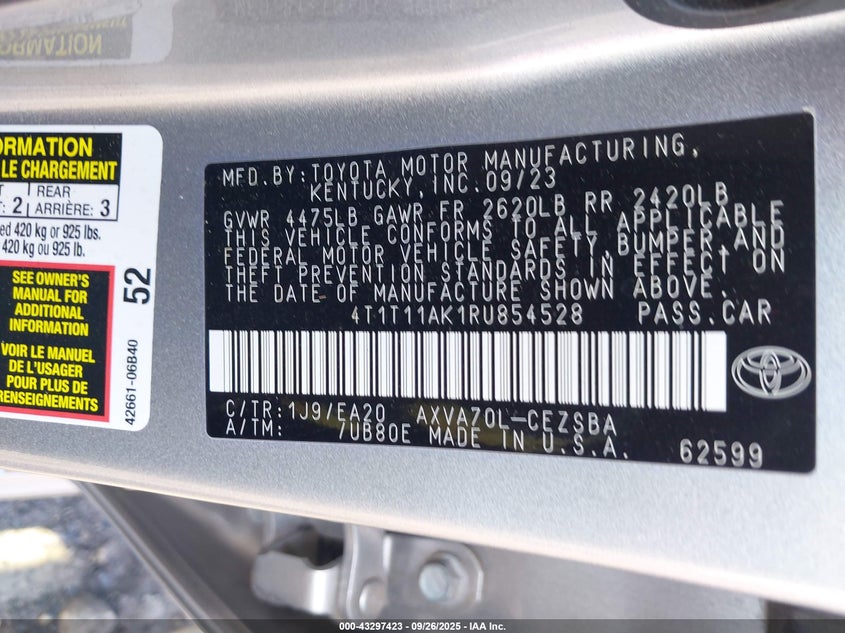 ORMATION
ORMATION
LE CHARGEMENT
2
REAR
ARRIÈRE: 3
ed 420 kg or 925 lbs.
420 kg ou 925 lb.
SEE OWNER'S
MANUAL FOR
ADDITIONAL
INFORMATION
VOIR LE MANUEL
DE L'USAGER
POUR PLUS DE
RENSEIGNEMENTS
52
42661-06B40
MFD.BY: TOYOTA MOTOR MANUFACTURING,
KENTUCKY, INC. 09/23
GVWR 4475LB GAWR FR 2620LB RR 2420LB
THIS VEHICLE CONFORMS TO ALL APPLICABLE
FEDERAL MOTOR VEHICLE SAFETY, BUMPER, AND
THEFT PREVENTION STANDARDS IN EFFECT ON
THE DATE OF MANUFACTURE SHOWN ABOVE.
4T1T11AK1RU854528 PASS.CAR
C/TR: 1J9/EA20 AXVA70L-CEZSBA
A/TM: 7UB80E MADE IN U.S.A.
62599
000-43297423 | 09/26/2025 - IAA Inc.